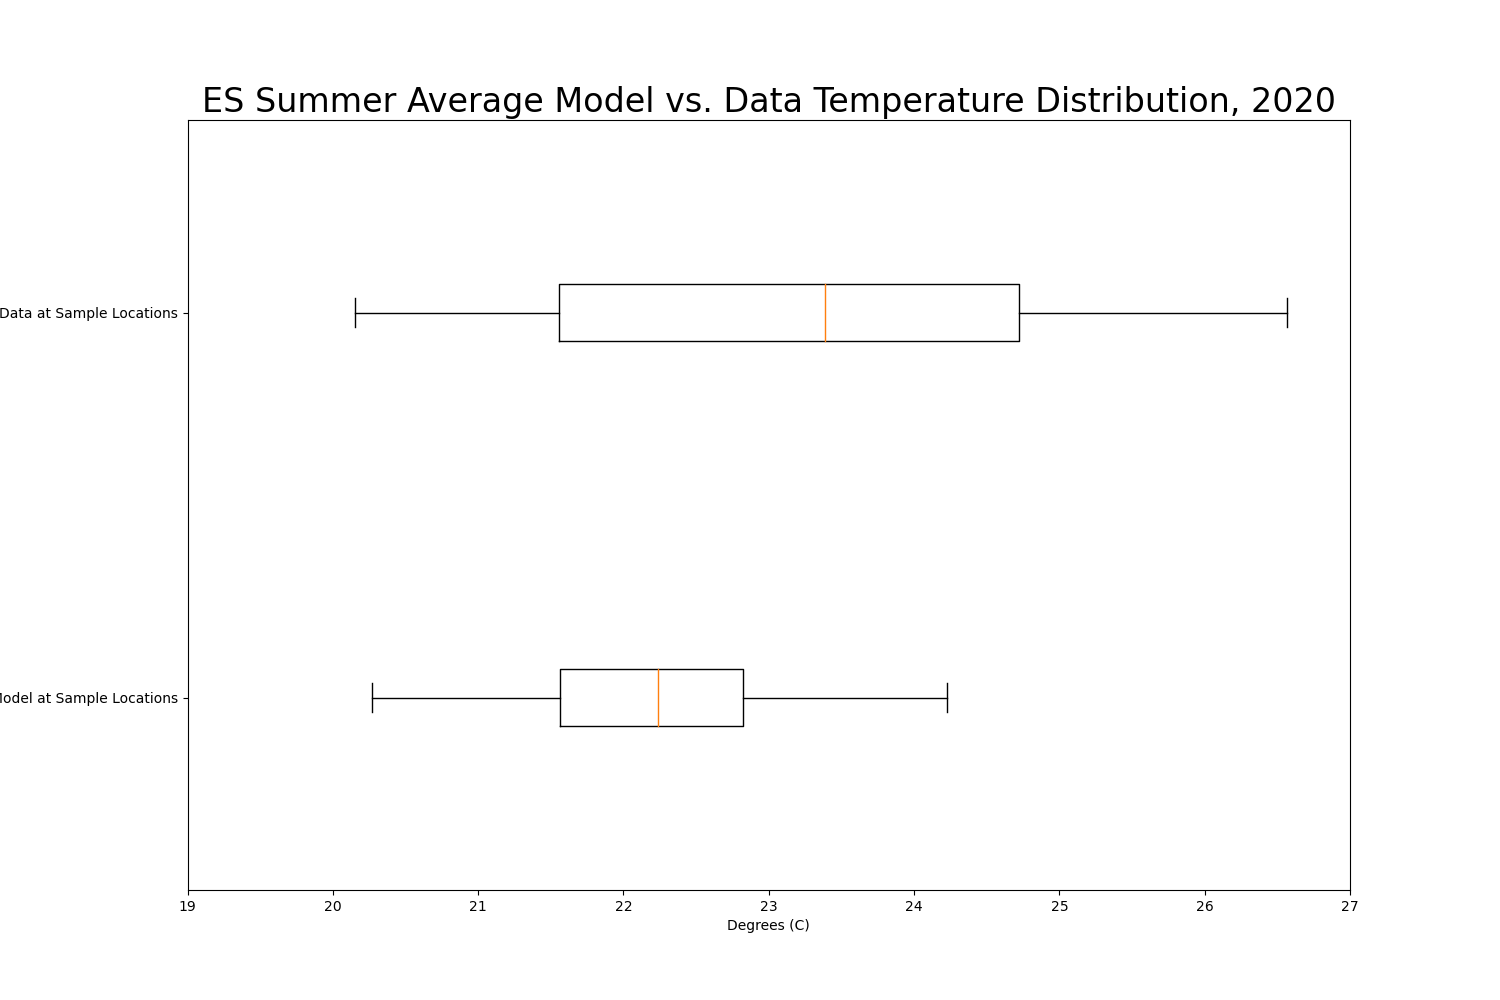 ES Summer Average Model vs. Data Temperature Distribution, 2020
Data at Sample Locations
at Sample Locations
19 20 21 22 23 24 25 26 27
Degrees (C)